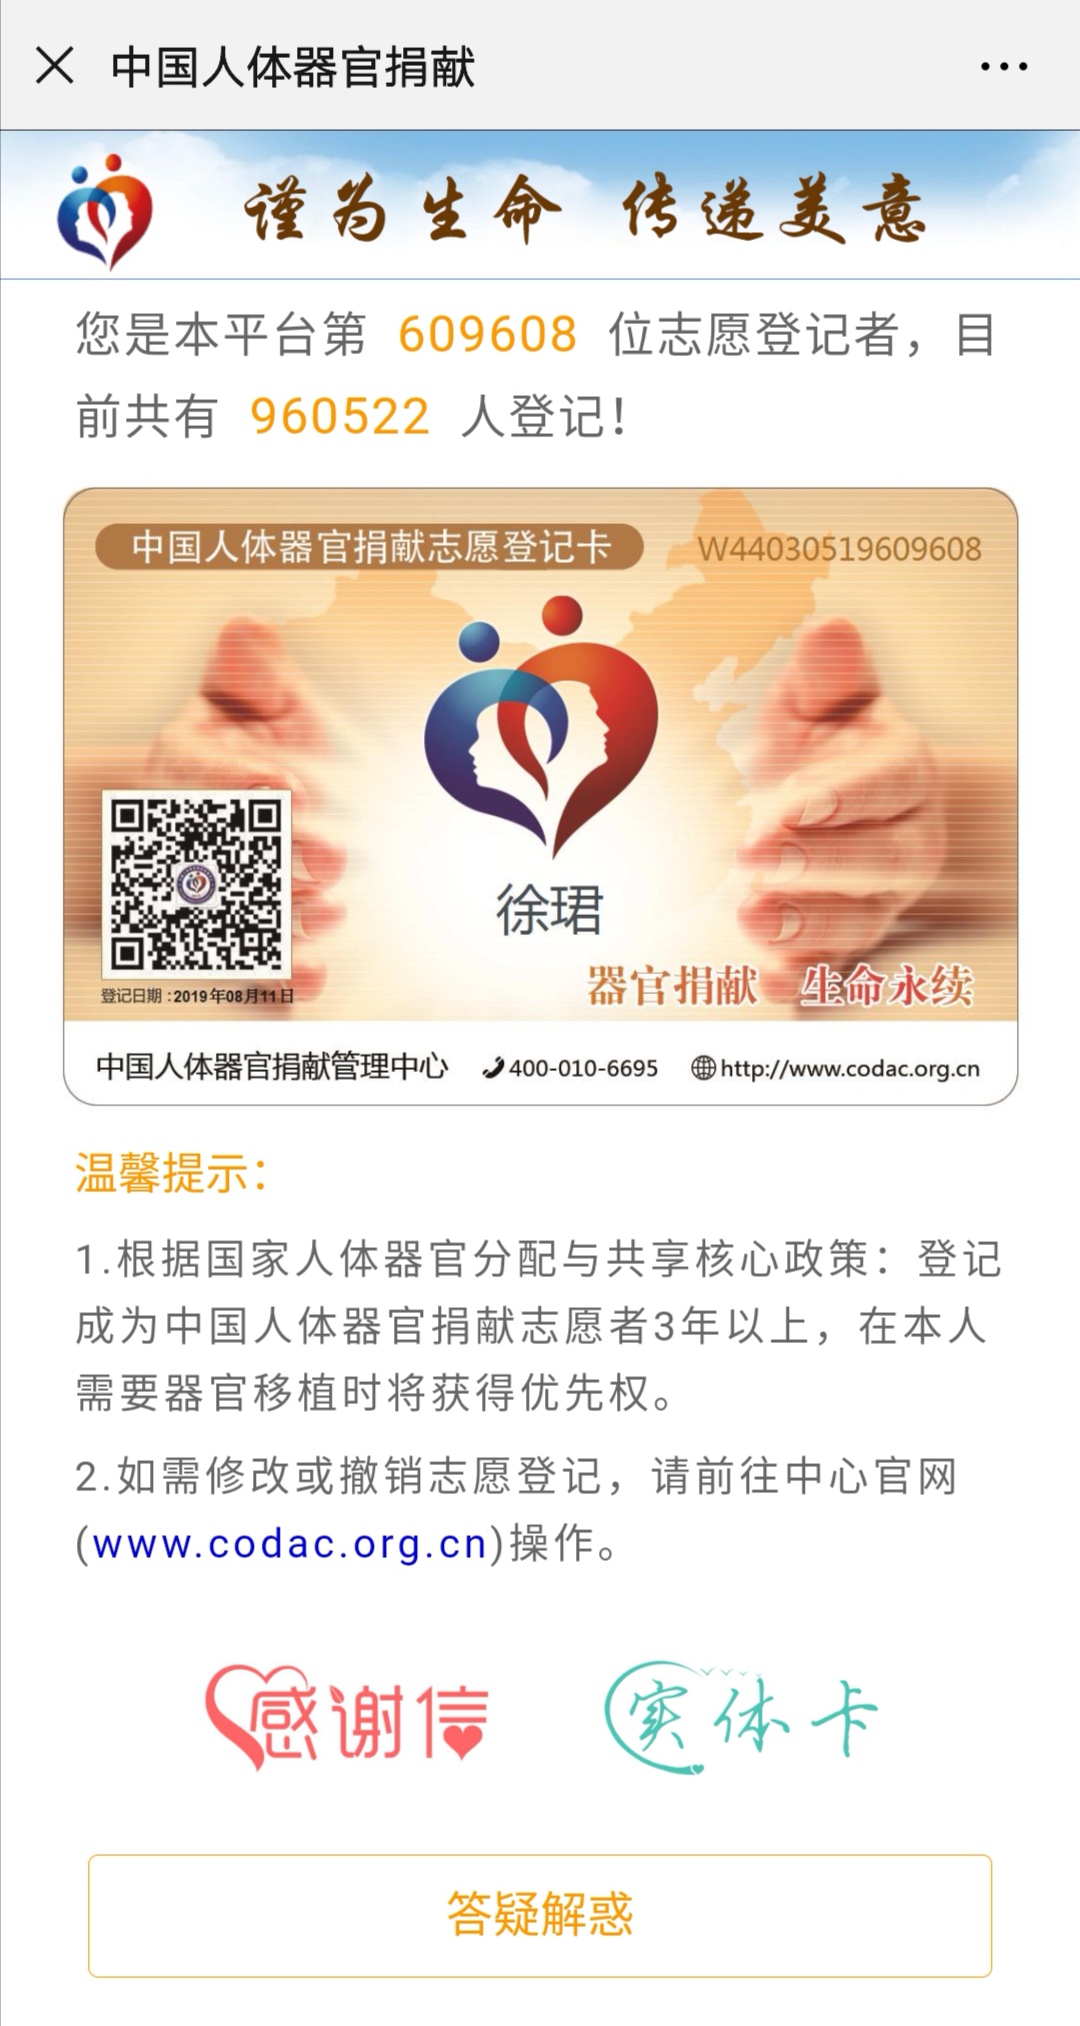 中国人体器官捐献
谨为生命 传递美意
您是本平台第 609608 位志愿登记者，目
前共有 960522 人登记！
中国人体器官捐献志愿登记卡
W44030519609608
徐珺
登记日期：2019年08月11日
器官捐献 生命永续
中国人体器官捐献管理中心 400-010-6695 http://www.codac.org.cn
温馨提示：
1.根据国家人体器官分配与共享核心政策：登记
成为中国人体器官捐献志愿者3年以上，在本人
需要器官移植时将获得优先权。
2.如需修改或撤销志愿登记，请前往中心官网
(www.codac.org.cn)操作。
感谢信
实体卡
答疑解惑